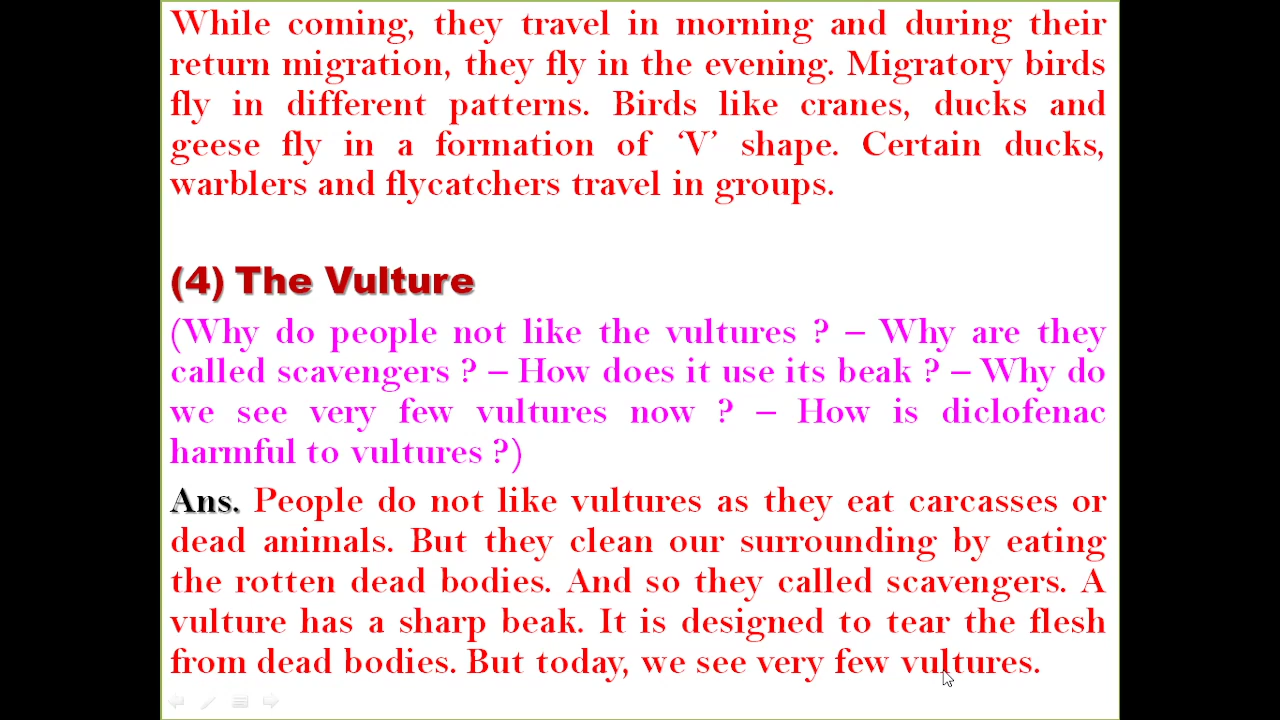 While coming, they travel in morning and during their
return migration, they fly in the evening. Migratory birds
fly in different patterns. Birds like cranes, ducks and
geese fly in a formation of ‘V’ shape. Certain ducks,
warblers and flycatchers travel in groups.
(4) The Vulture
(Why do people not like the vultures ? – Why are they
called scavengers ? – How does it use its beak ? – Why do
we see very few vultures now ? – How is diclofenac
harmful to vultures ?)
Ans. People do not like vultures as they eat carcasses or
dead animals. But they clean our surrounding by eating
the rotten dead bodies. And so they called scavengers. A
vulture has a sharp beak. It is designed to tear the flesh
from dead bodies. But today, we see very few vultures.